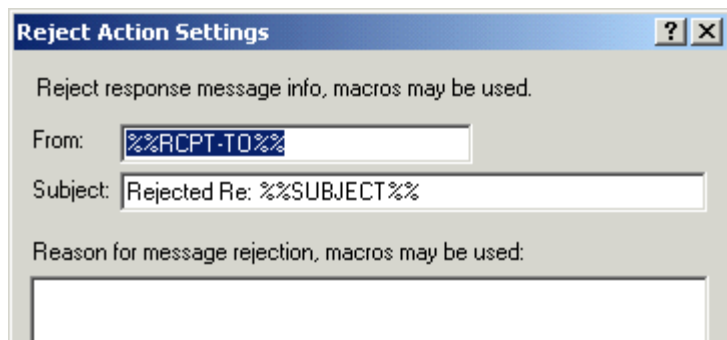 Reject Action Settings
Reject response message info, macros may be used.
From: %%RCPT-TO%%
Subject: Rejected Re: %%SUBJECT%%
Reason for message rejection, macros may be used: